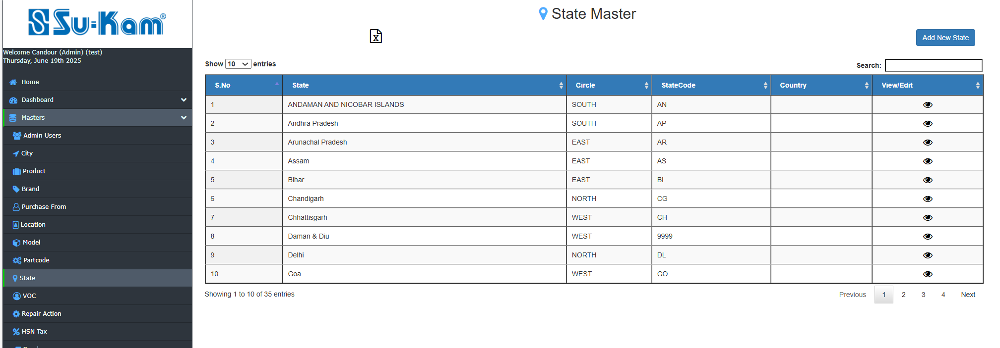 Su-Kam®
Welcome Candour (Admin) (test)
Thursday, June 19th 2025
Home
Dashboard
Masters
Admin Users
City
Product
Brand
Purchase From
Location
Model
Partcode
State
VOC
Repair Action
HSN Tax
State Master
Add New State
Show 10 entries
Search:
S.No State Circle StateCode Country View/Edit
1 ANDAMAN AND NICOBAR ISLANDS SOUTH AN
2 Andhra Pradesh SOUTH AP
3 Arunachal Pradesh EAST AR
4 Assam EAST AS
5 Bihar EAST BI
6 Chandigarh NORTH CG
7 Chhattisgarh WEST CH
8 Daman & Diu WEST 9999
9 Delhi NORTH DL
10 Goa WEST GO
Showing 1 to 10 of 35 entries
Previous 1 2 3 4 Next